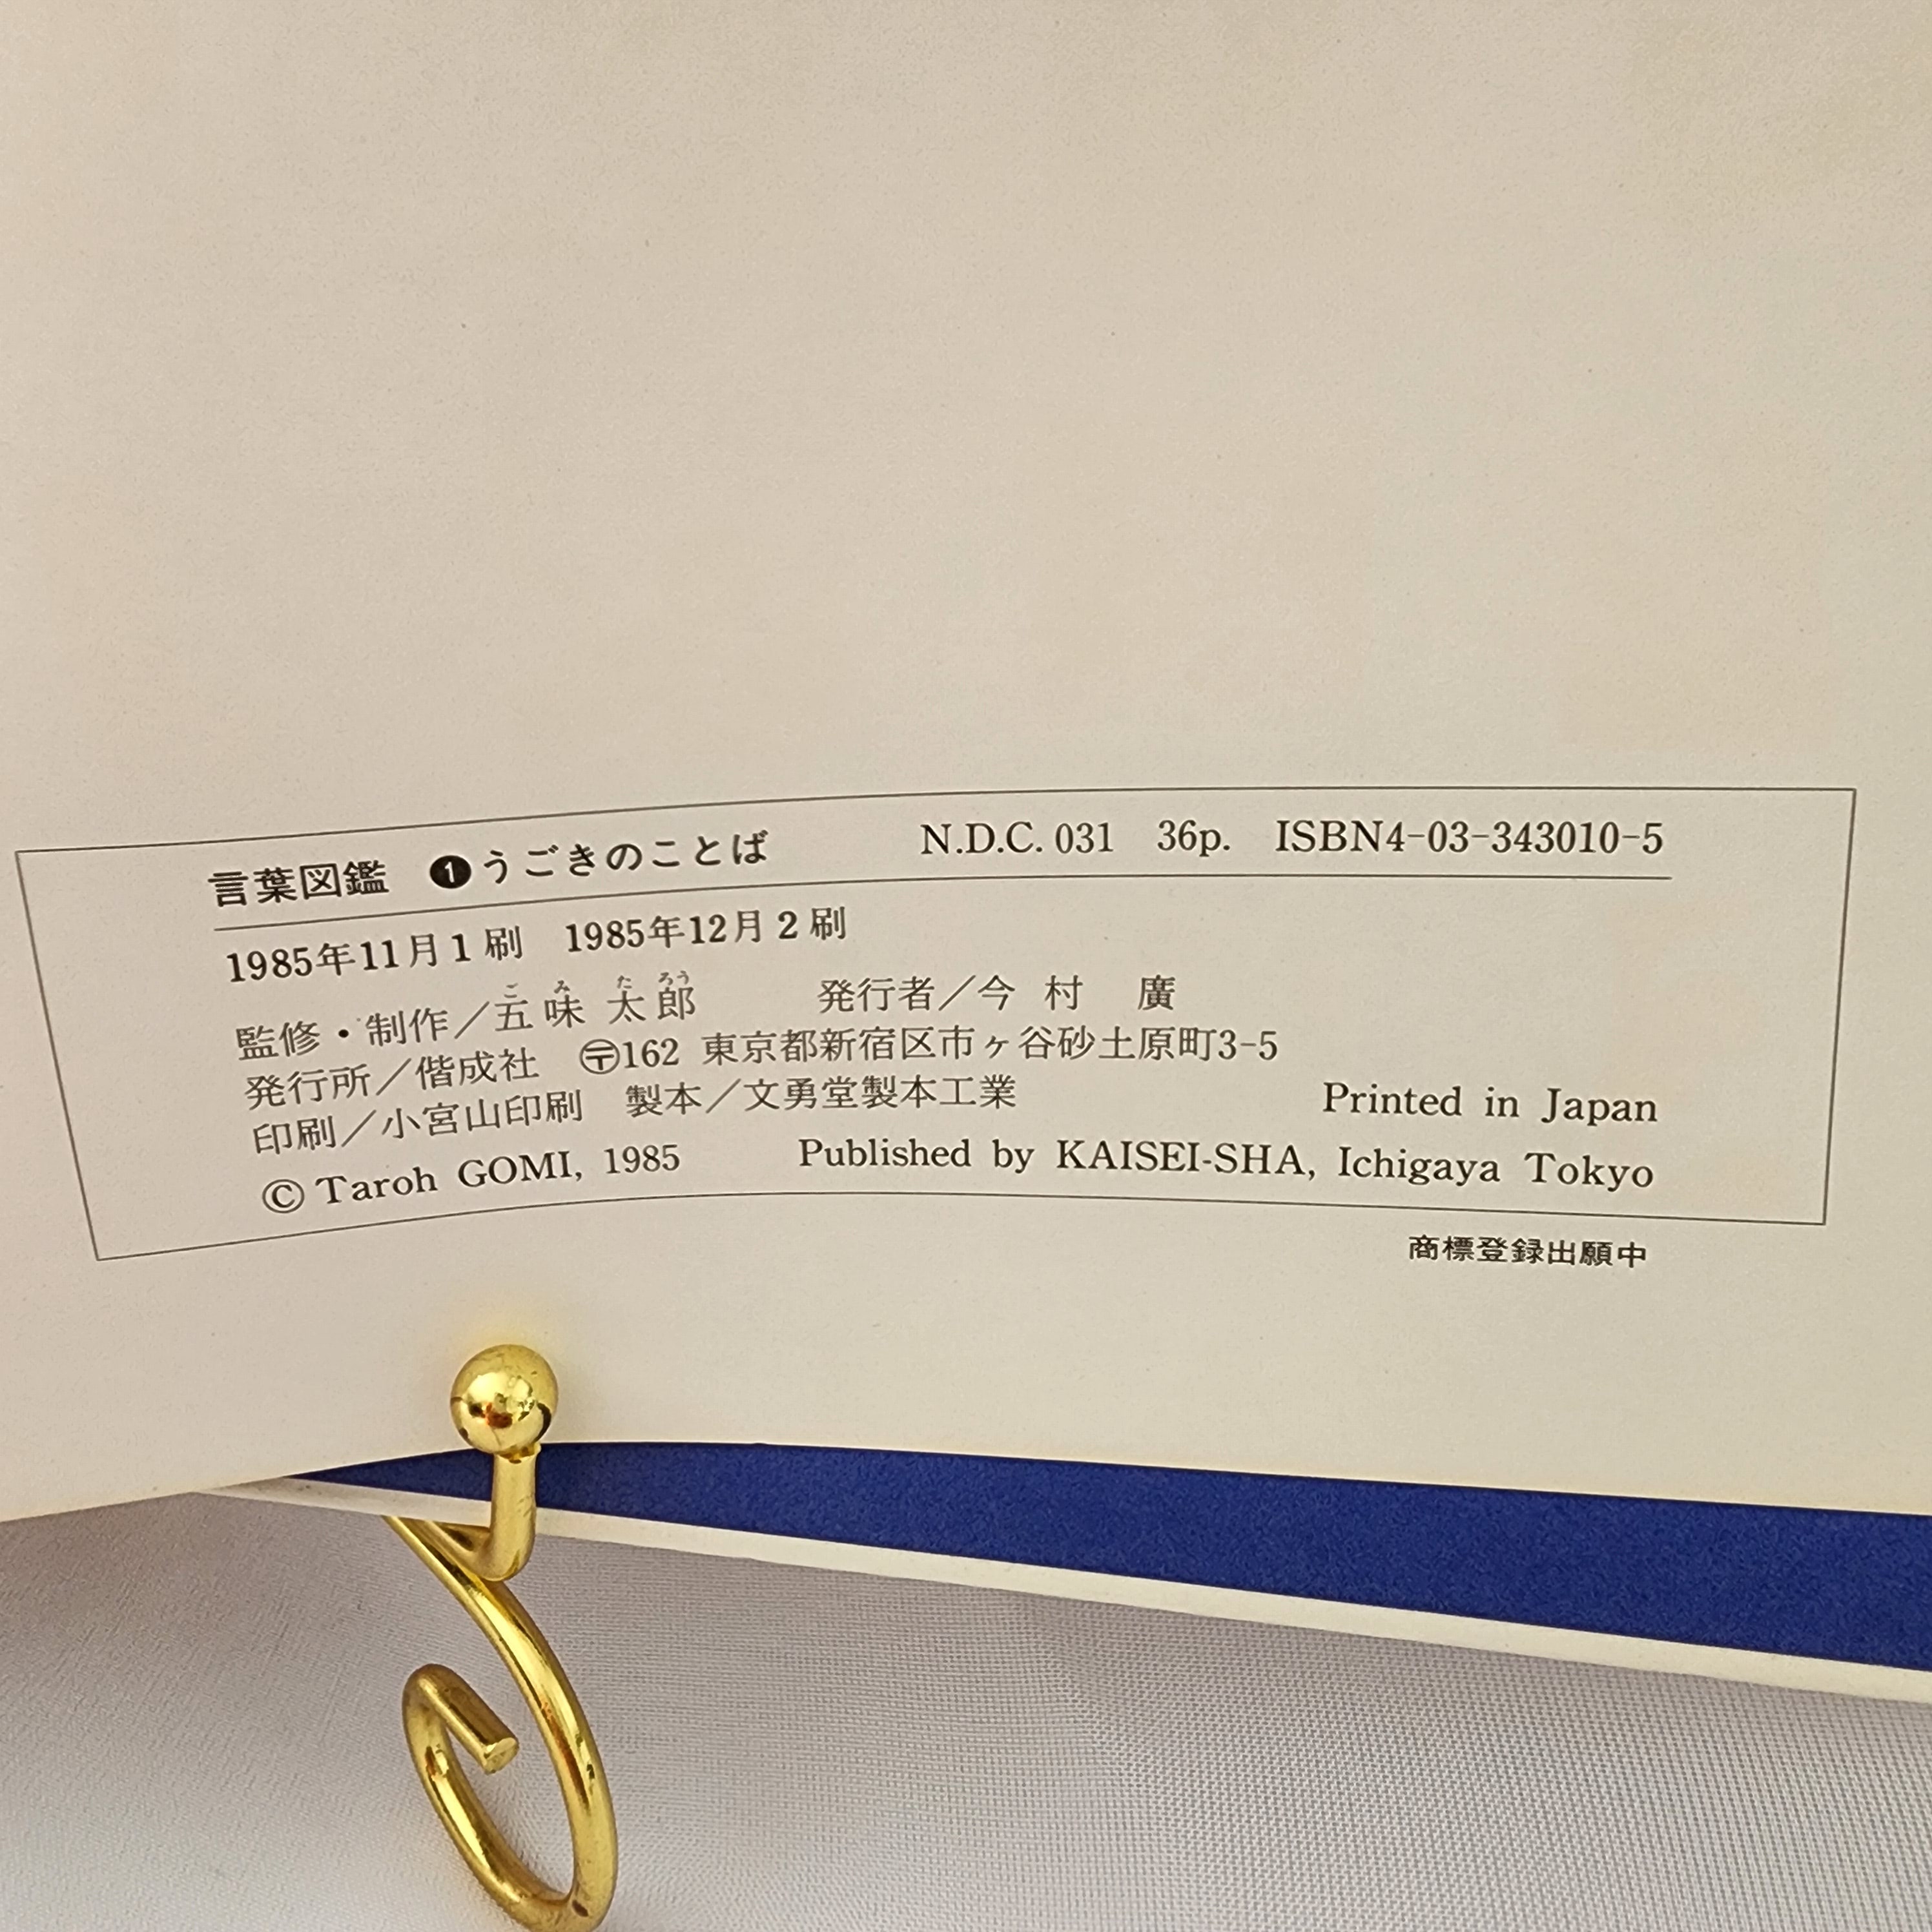 言葉図鑑 ❶うごきのことば N.D.C. 031 36p. ISBN4-03-343010-5
1985年11月1刷 1985年12月2刷
ご み た ろう
監修・制作／五味太郎 発行者／今村 廣
発行所／偕成社 〶162 東京都新宿区市ヶ谷砂土原町3-5
印刷／小宮山印刷 製本／文勇堂製本工業 Printed in Japan
© Taroh GOMI, 1985 Published by KAISEI-SHA, Ichigaya Tokyo
商標登録出願中